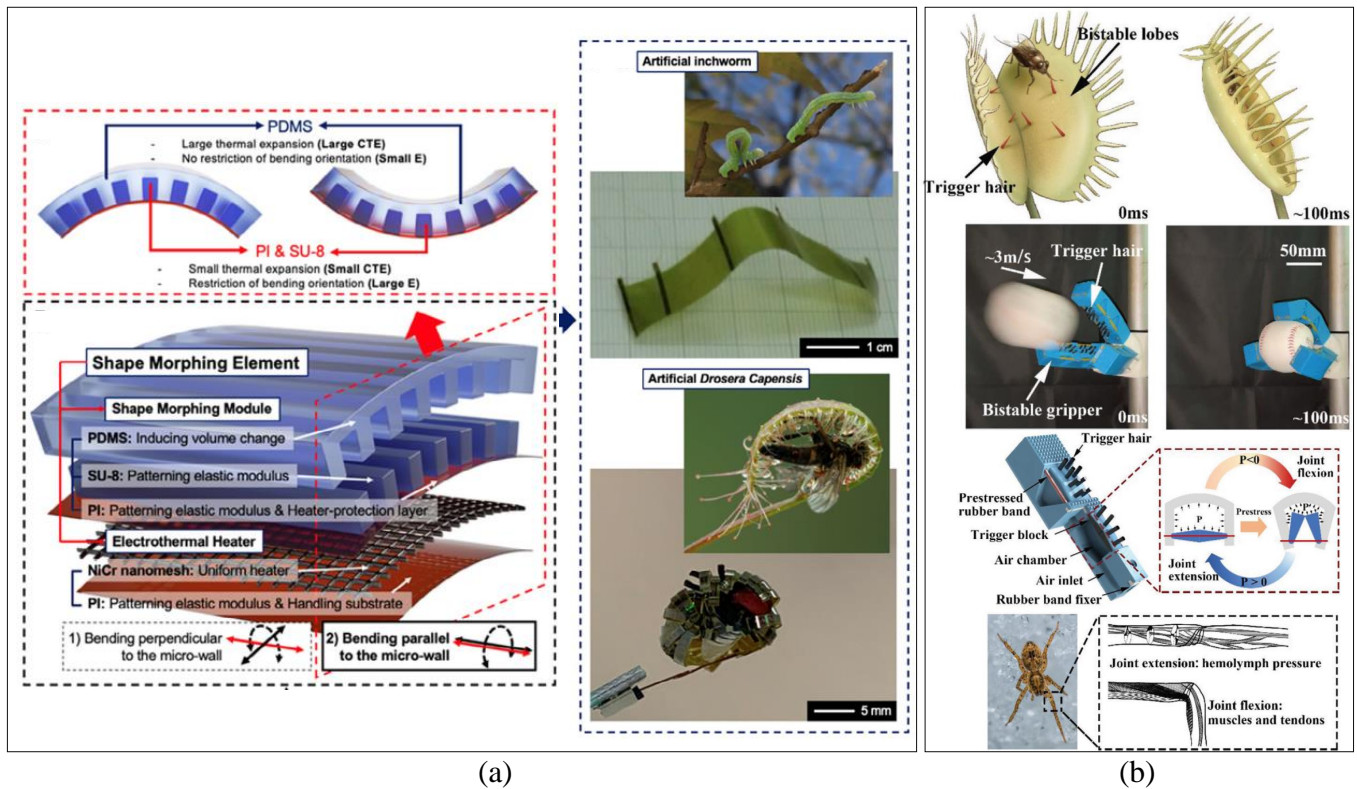 PDMS
- Large thermal expansion (Large CTE)
- No restriction of bending orientation (Small E)
PI & SU-8
- Small thermal expansion (Small CTE)
- Restriction of bending orientation (Large E)
Shape Morphing Element
Shape Morphing Module
PDMS: Inducing volume change
SU-8: Patterning elastic modulus
PI: Patterning elastic modulus & Heater-protection layer
Electrothermal Heater
NiCr nanomesh: Uniform heater
PI: Patterning elastic modulus & Handling substrate
1) Bending perpendicular
to the micro-wall
2) Bending parallel
to the micro-wall
Artificial inchworm
1 cm
Artificial Drosera Capensis
5 mm
(a)
Bistable lobes
Trigger hair
0ms
~100ms
~3m/s
Trigger hair
50mm
Bistable gripper
0ms
~100ms
Trigger hair
Prestressed
rubber band
Trigger block
Air chamber
Air inlet
Rubber band fixer
P<0
Joint
flexion
P
Prestress
P
Joint
extension
P > 0
Joint extension: hemolymph pressure
Joint flexion:
muscles and tendons
(b)